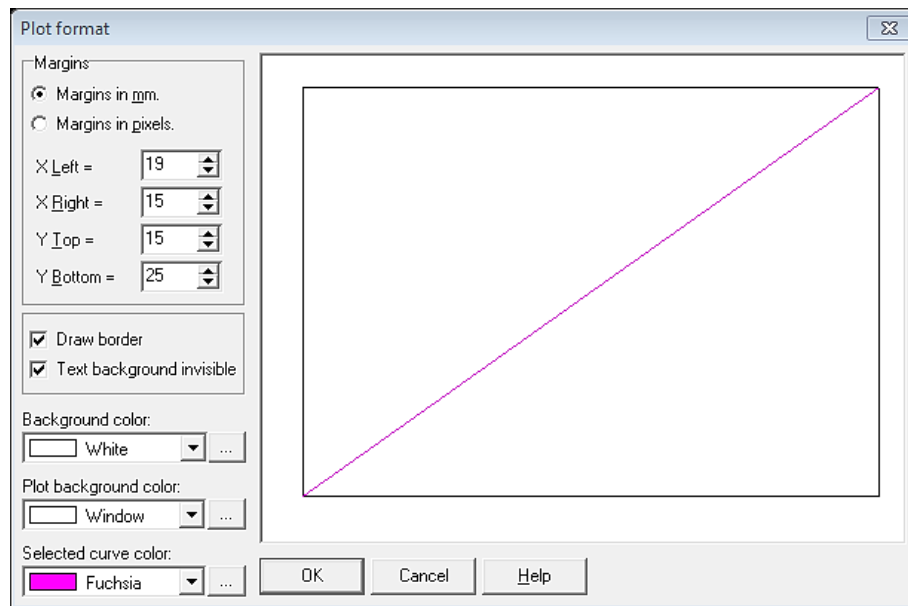 Plot format
Margins
Margins in mm.
Margins in pixels.
X Left = 19
X Right = 15
Y Top = 15
Y Bottom = 25
Draw border
Text background invisible
Background color:
White ...
Plot background color:
Window ...
Selected curve color:
Fuchsia ...
OK Cancel Help